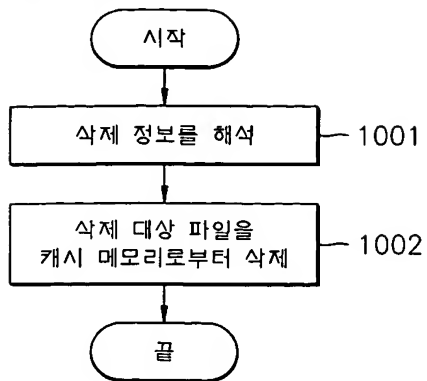 시작
삭제 정보를 해석
1001
삭제 대상 파일을
캐시 메모리로부터 삭제
1002
끝